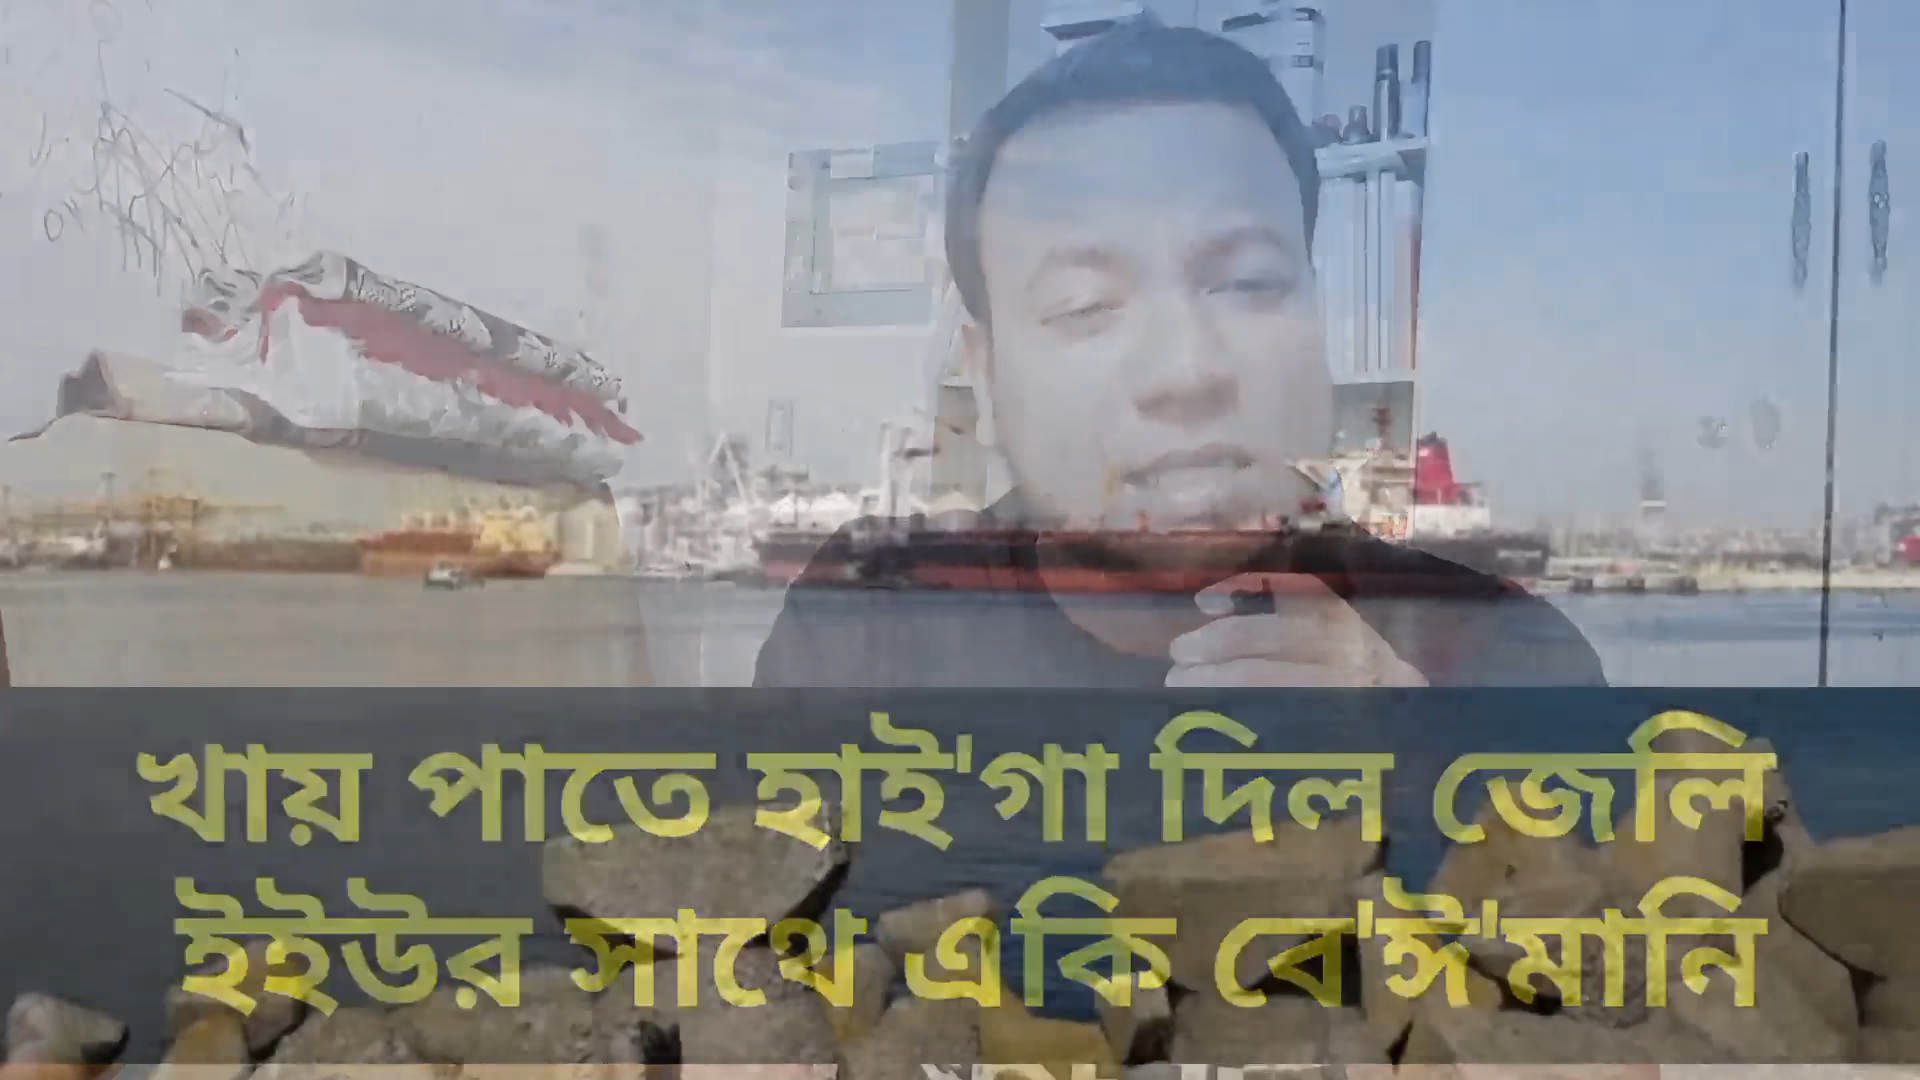 খায় পাতে হাই'গা দিল জেলি
ইইউর সাথে একি বে'ঈ'মানি